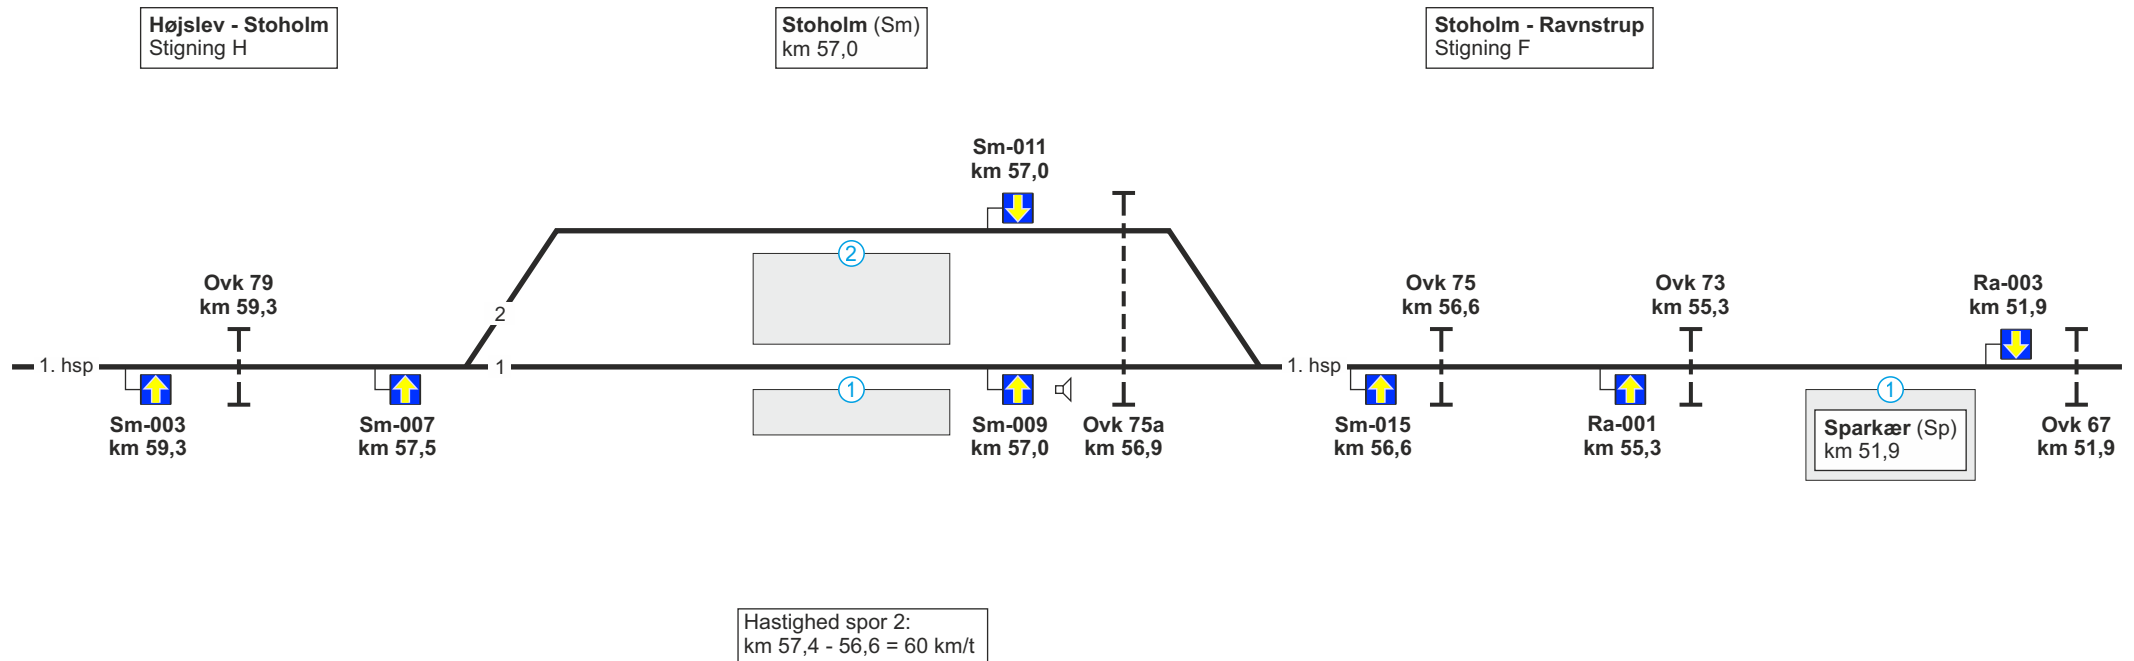 Højslev - Stoholm
Stigning H
Stoholm (Sm)
km 57,0
Stoholm - Ravnstrup
Stigning F
Sm-011
km 57,0
2
Ovk 79
km 59,3
Ovk 75
km 56,6
Ovk 73
km 55,3
Ra-003
km 51,9
2
1. hsp
1
1. hsp
1
1
Sm-003
km 59,3
Sm-007
km 57,5
Sm-009
km 57,0
Ovk 75a
km 56,9
Sm-015
km 56,6
Ra-001
km 55,3
Sparkær (Sp)
km 51,9
Ovk 67
km 51,9
Hastighed spor 2:
km 57,4 - 56,6 = 60 km/t